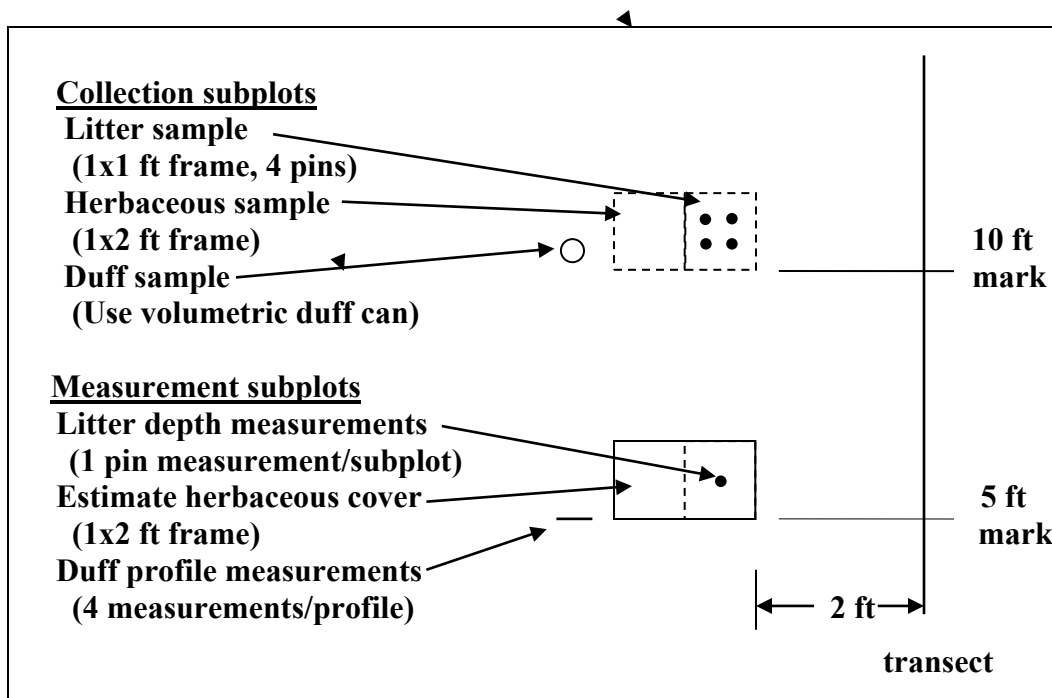 Collection subplots
Litter sample
(1x1 ft frame, 4 pins)
Herbaceous sample
(1x2 ft frame)
Duff sample
(Use volumetric duff can)
10 ft
mark
Measurement subplots
Litter depth measurements
(1 pin measurement/subplot)
Estimate herbaceous cover
(1x2 ft frame)
Duff profile measurements
(4 measurements/profile)
5 ft
mark
2 ft
transect